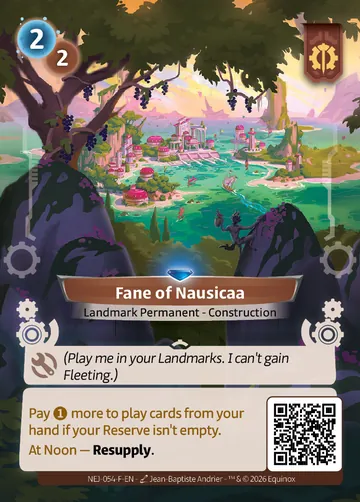 2
2
Fane of Nausicaa
Landmark Permanent - Construction
(Play me in your Landmarks. I can't gain
Fleeting.)
Pay 1 more to play cards from your
hand if your Reserve isn't empty.
At Noon — Resupply.
NEJ-054-F-EN - Jean-Baptiste Andrier - ™ & © 2026 Equinox